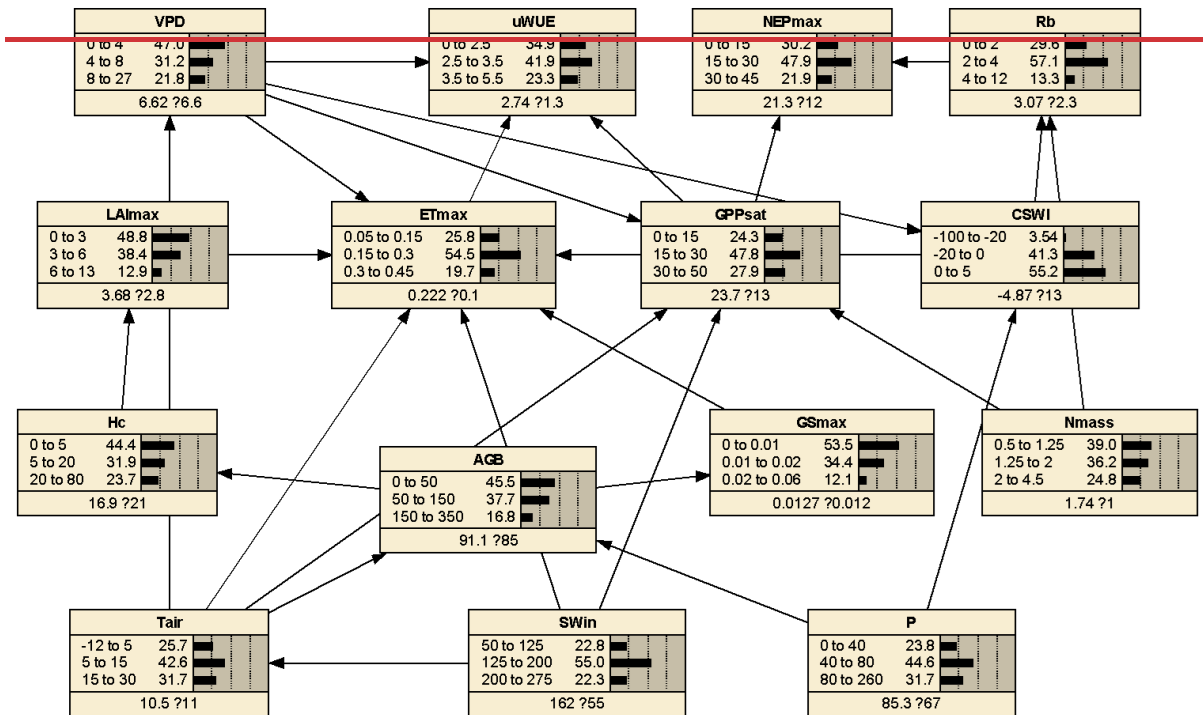 VPD
0 to 4 47.0
4 to 8 31.2
8 to 27 21.8
6.62 ?6.6
uWUE
0 to 2.5 34.9
2.5 to 3.5 41.9
3.5 to 5.5 23.3
2.74 ?1.3
NEPmax
0 to 15 30.2
15 to 30 47.9
30 to 45 21.9
21.3 ?12
Rb
0 to 2 29.6
2 to 4 57.1
4 to 12 13.3
3.07 ?2.3
LAImax
0 to 3 48.8
3 to 6 38.4
6 to 13 12.9
3.68 ?2.8
ETmax
0.05 to 0.15 25.8
0.15 to 0.3 54.5
0.3 to 0.45 19.7
0.222 ?0.1
GPPsat
0 to 15 24.3
15 to 30 47.8
30 to 50 27.9
23.7 ?13
CSWI
-100 to -20 3.54
-20 to 0 41.3
0 to 5 55.2
-4.87 ?13
Hc
0 to 5 44.4
5 to 20 31.9
20 to 80 23.7
16.9 ?21
AGB
0 to 50 45.5
50 to 150 37.7
150 to 350 16.8
91.1 ?85
GSmax
0 to 0.01 53.5
0.01 to 0.02 34.4
0.02 to 0.06 12.1
0.0127 ?0.012
Nmass
0.5 to 1.25 39.0
1.25 to 2 36.2
2 to 4.5 24.8
1.74 ?1
Tair
-12 to 5 25.7
5 to 15 42.6
15 to 30 31.7
10.5 ?11
SWin
50 to 125 22.8
125 to 200 55.0
200 to 275 22.3
162 ?55
P
0 to 40 23.8
40 to 80 44.6
80 to 260 31.7
85.3 ?67